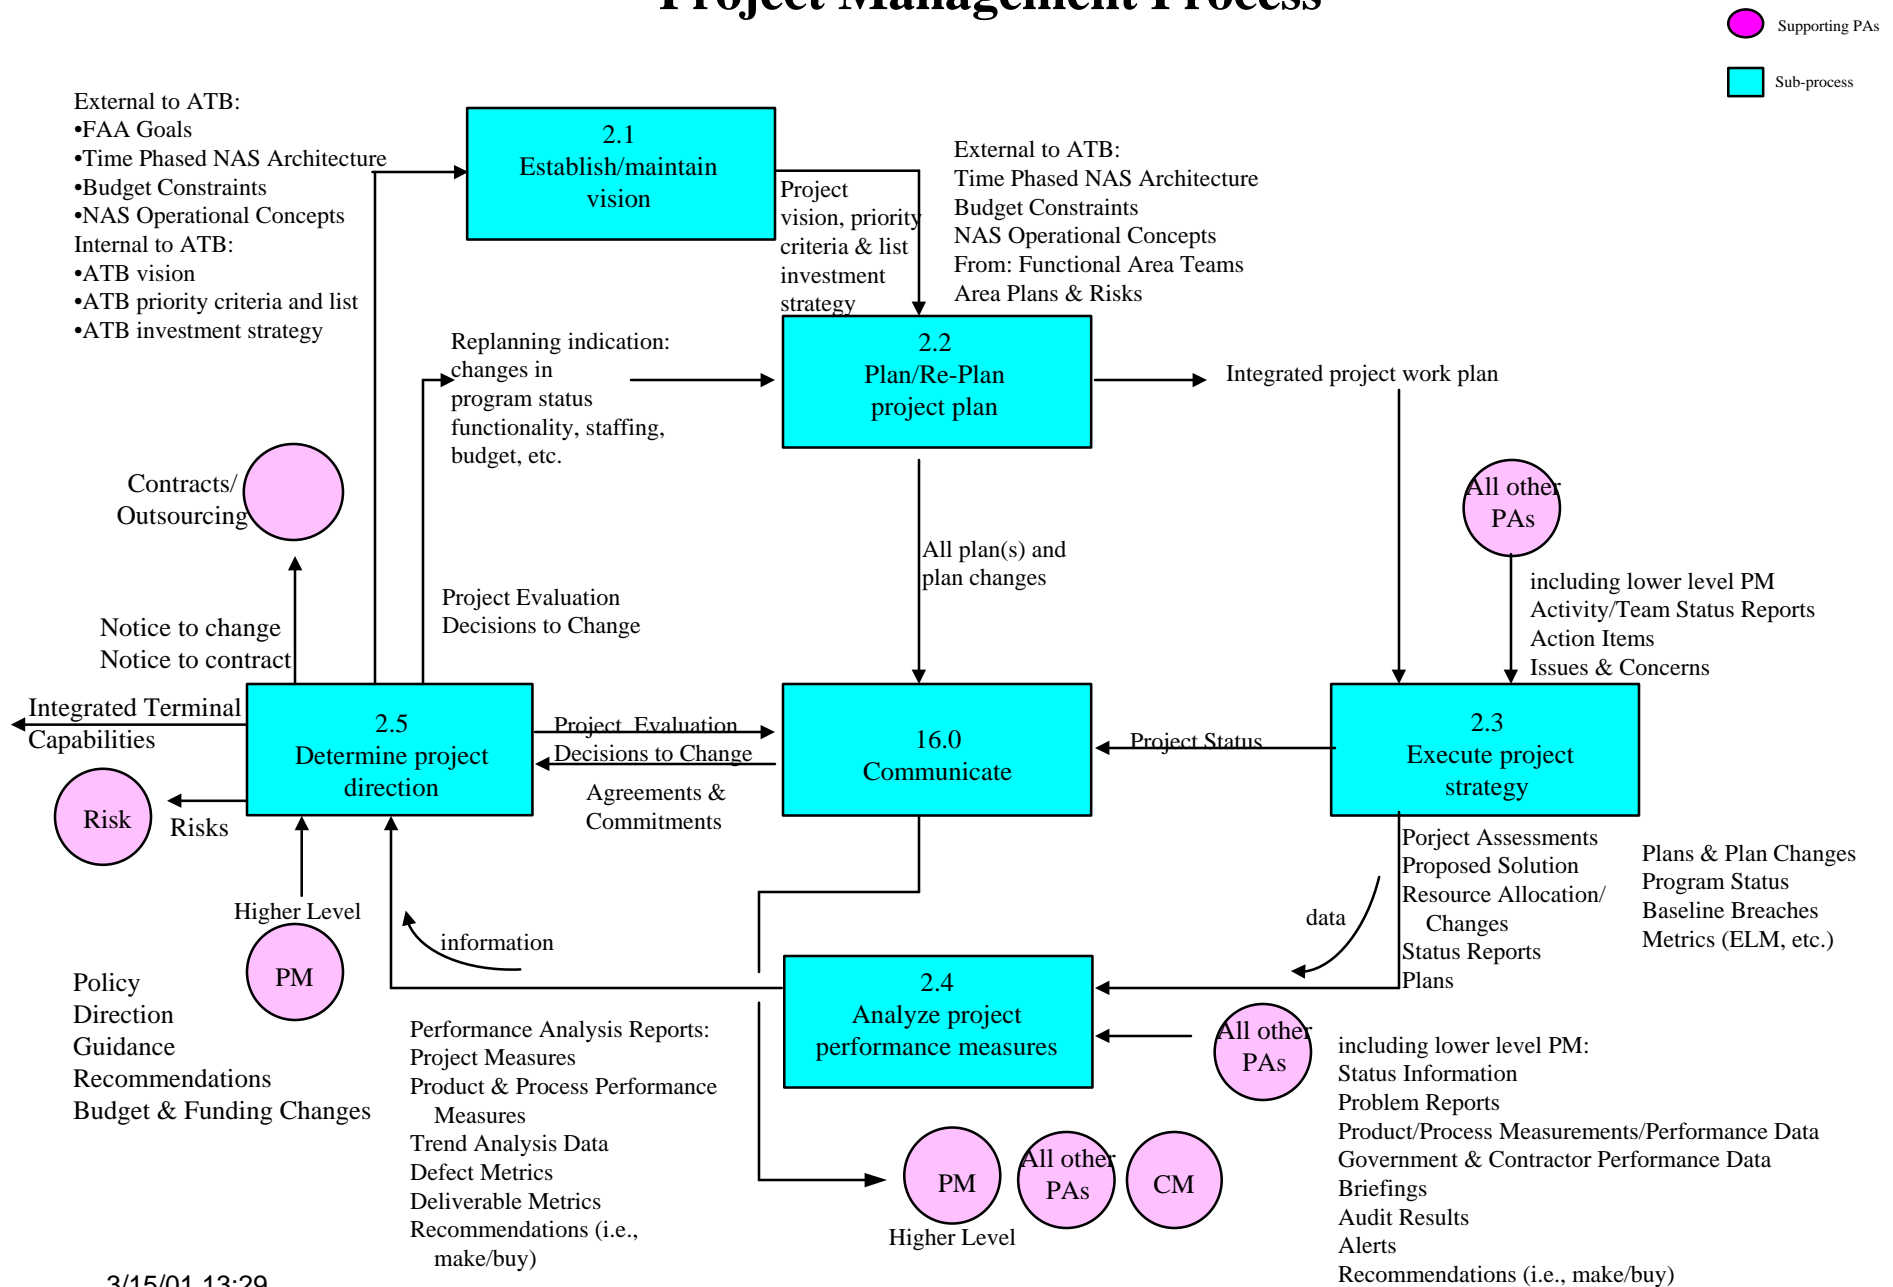 Project Management Process
Supporting PAs
Sub-process
External to ATB:
•FAA Goals
•Time Phased NAS Architecture
•Budget Constraints
•NAS Operational Concepts
Internal to ATB:
•ATB vision
•ATB priority criteria and list
•ATB investment strategy
2.1
Establish/maintain
vision
Project
vision, priority
criteria & list
investment
strategy
External to ATB:
Time Phased NAS Architecture
Budget Constraints
NAS Operational Concepts
From: Functional Area Teams
Area Plans & Risks
Replanning indication:
changes in
program status
functionality, staffing,
budget, etc.
2.2
Plan/Re-Plan
project plan
Integrated project work plan
Contracts/
Outsourcing
All other
PAs
All plan(s) and
plan changes
including lower level PM
Activity/Team Status Reports
Action Items
Issues & Concerns
Project Evaluation
Decisions to Change
Notice to change
Notice to contract
Integrated Terminal
Capabilities
2.5
Determine project
direction
Project  Evaluation
Decisions to Change
Agreements &
Commitments
16.0
Communicate
Project Status
2.3
Execute project
strategy
Risk
Risks
Higher Level
PM
Policy
Direction
Guidance
Recommendations
Budget & Funding Changes
information
data
Porject Assessments
Proposed Solution
Resource Allocation/
Changes
Status Reports
Plans
Plans & Plan Changes
Program Status
Baseline Breaches
Metrics (ELM, etc.)
2.4
Analyze project
performance measures
All other
PAs
Performance Analysis Reports:
Project Measures
Product & Process Performance
Measures
Trend Analysis Data
Defect Metrics
Deliverable Metrics
Recommendations (i.e.,
make/buy)
including lower level PM:
Status Information
Problem Reports
Product/Process Measurements/Performance Data
Government & Contractor Performance Data
Briefings
Audit Results
Alerts
Recommendations (i.e., make/buy)
PM
All other
PAs
CM
Higher Level
3/15/01 13:29